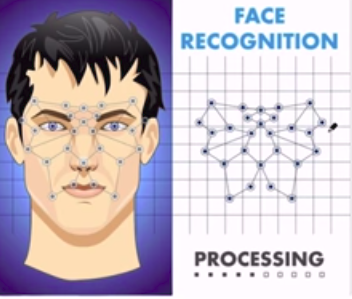 FACE
RECOGNITION
PROCESSING